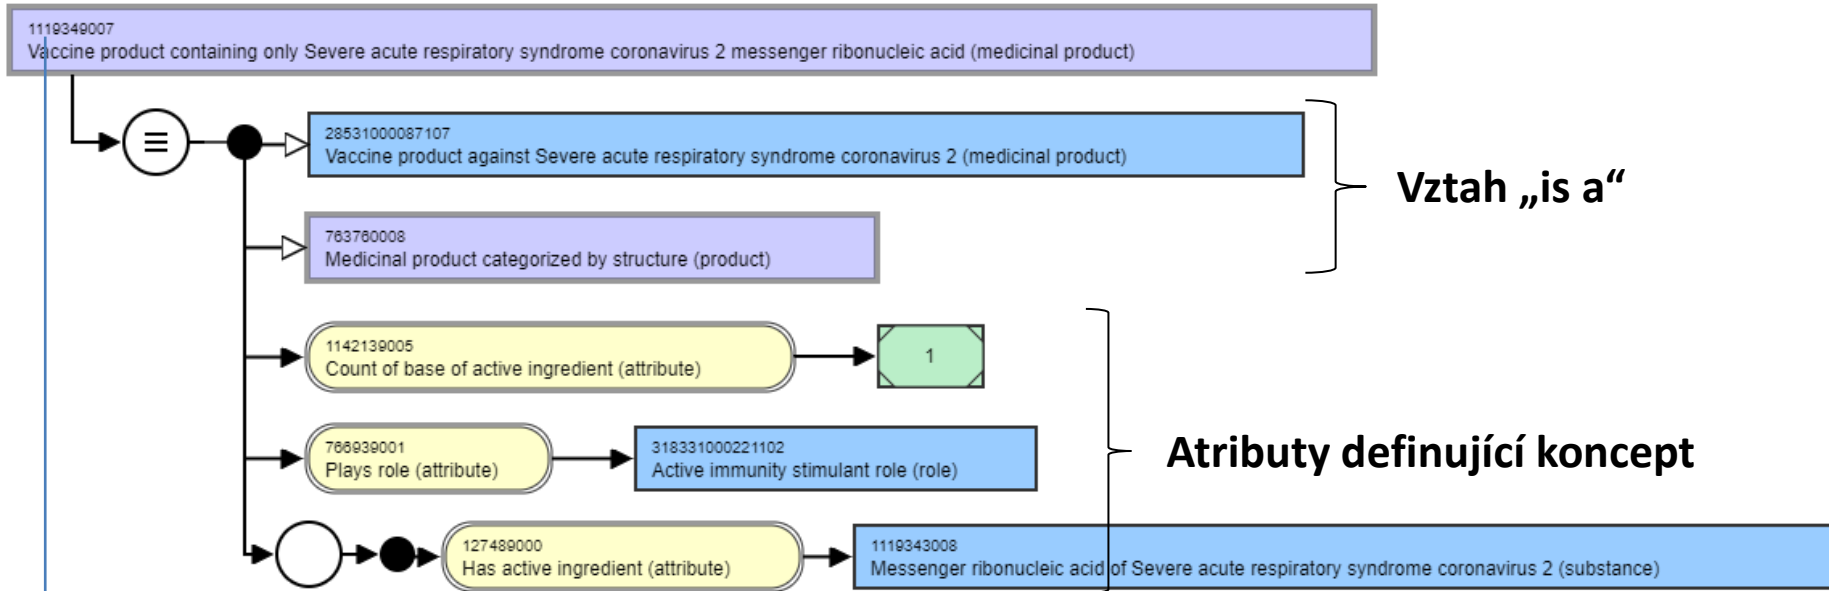 1119349007
Vaccine product containing only Severe acute respiratory syndrome coronavirus 2 messenger ribonucleic acid (medicinal product)
28531000087107
Vaccine product against Severe acute respiratory syndrome coronavirus 2 (medicinal product)
Vztah „is a“
763760008
Medicinal product categorized by structure (product)
1142139005
Count of base of active ingredient (attribute)
1
766939001
Plays role (attribute)
318331000221102
Active immunity stimulant role (role)
Atributy definující koncept
127489000
Has active ingredient (attribute)
1119343008
Messenger ribonucleic acid of Severe acute respiratory syndrome coronavirus 2 (substance)